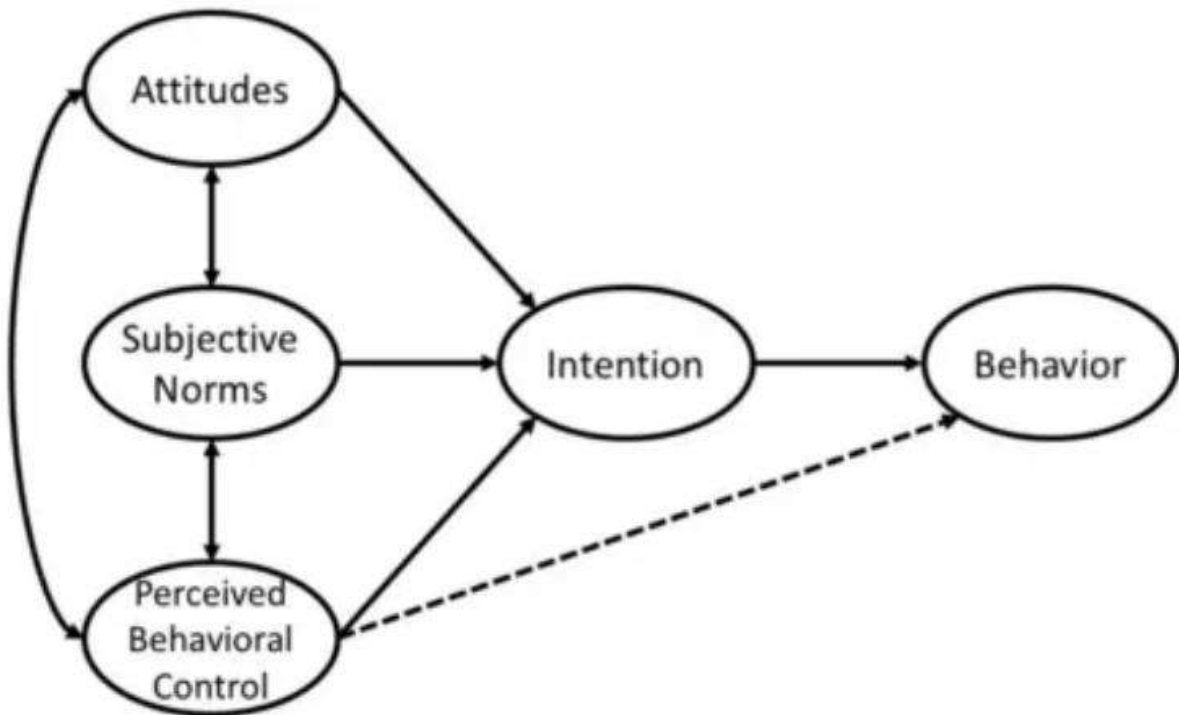 Attitudes
Subjective
Norms
Intention
Behavior
Perceived
Behavioral
Control